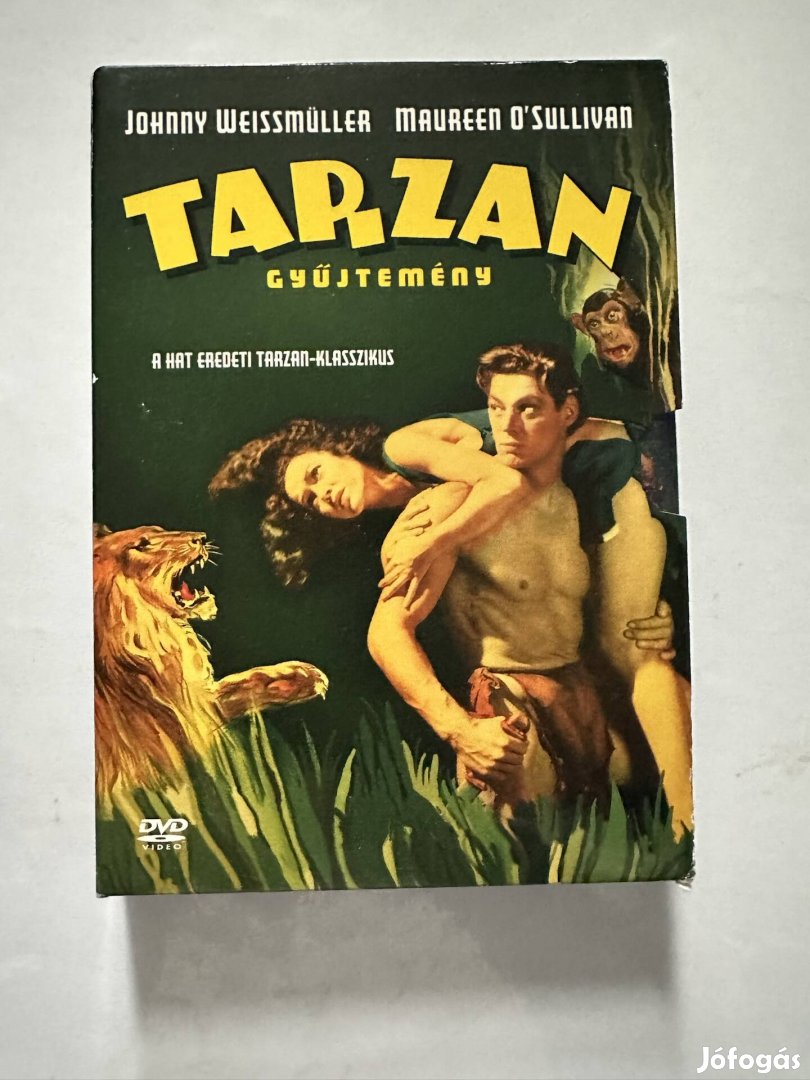 JOHNNY WEISSMÜLLER MAUREEN O'SULLIVAN
TARZAN
GYŰJTEMÉNY
A HAT EREDETI TARZAN-KLASSZIKUS
DVD
VIDEO
Jófogás